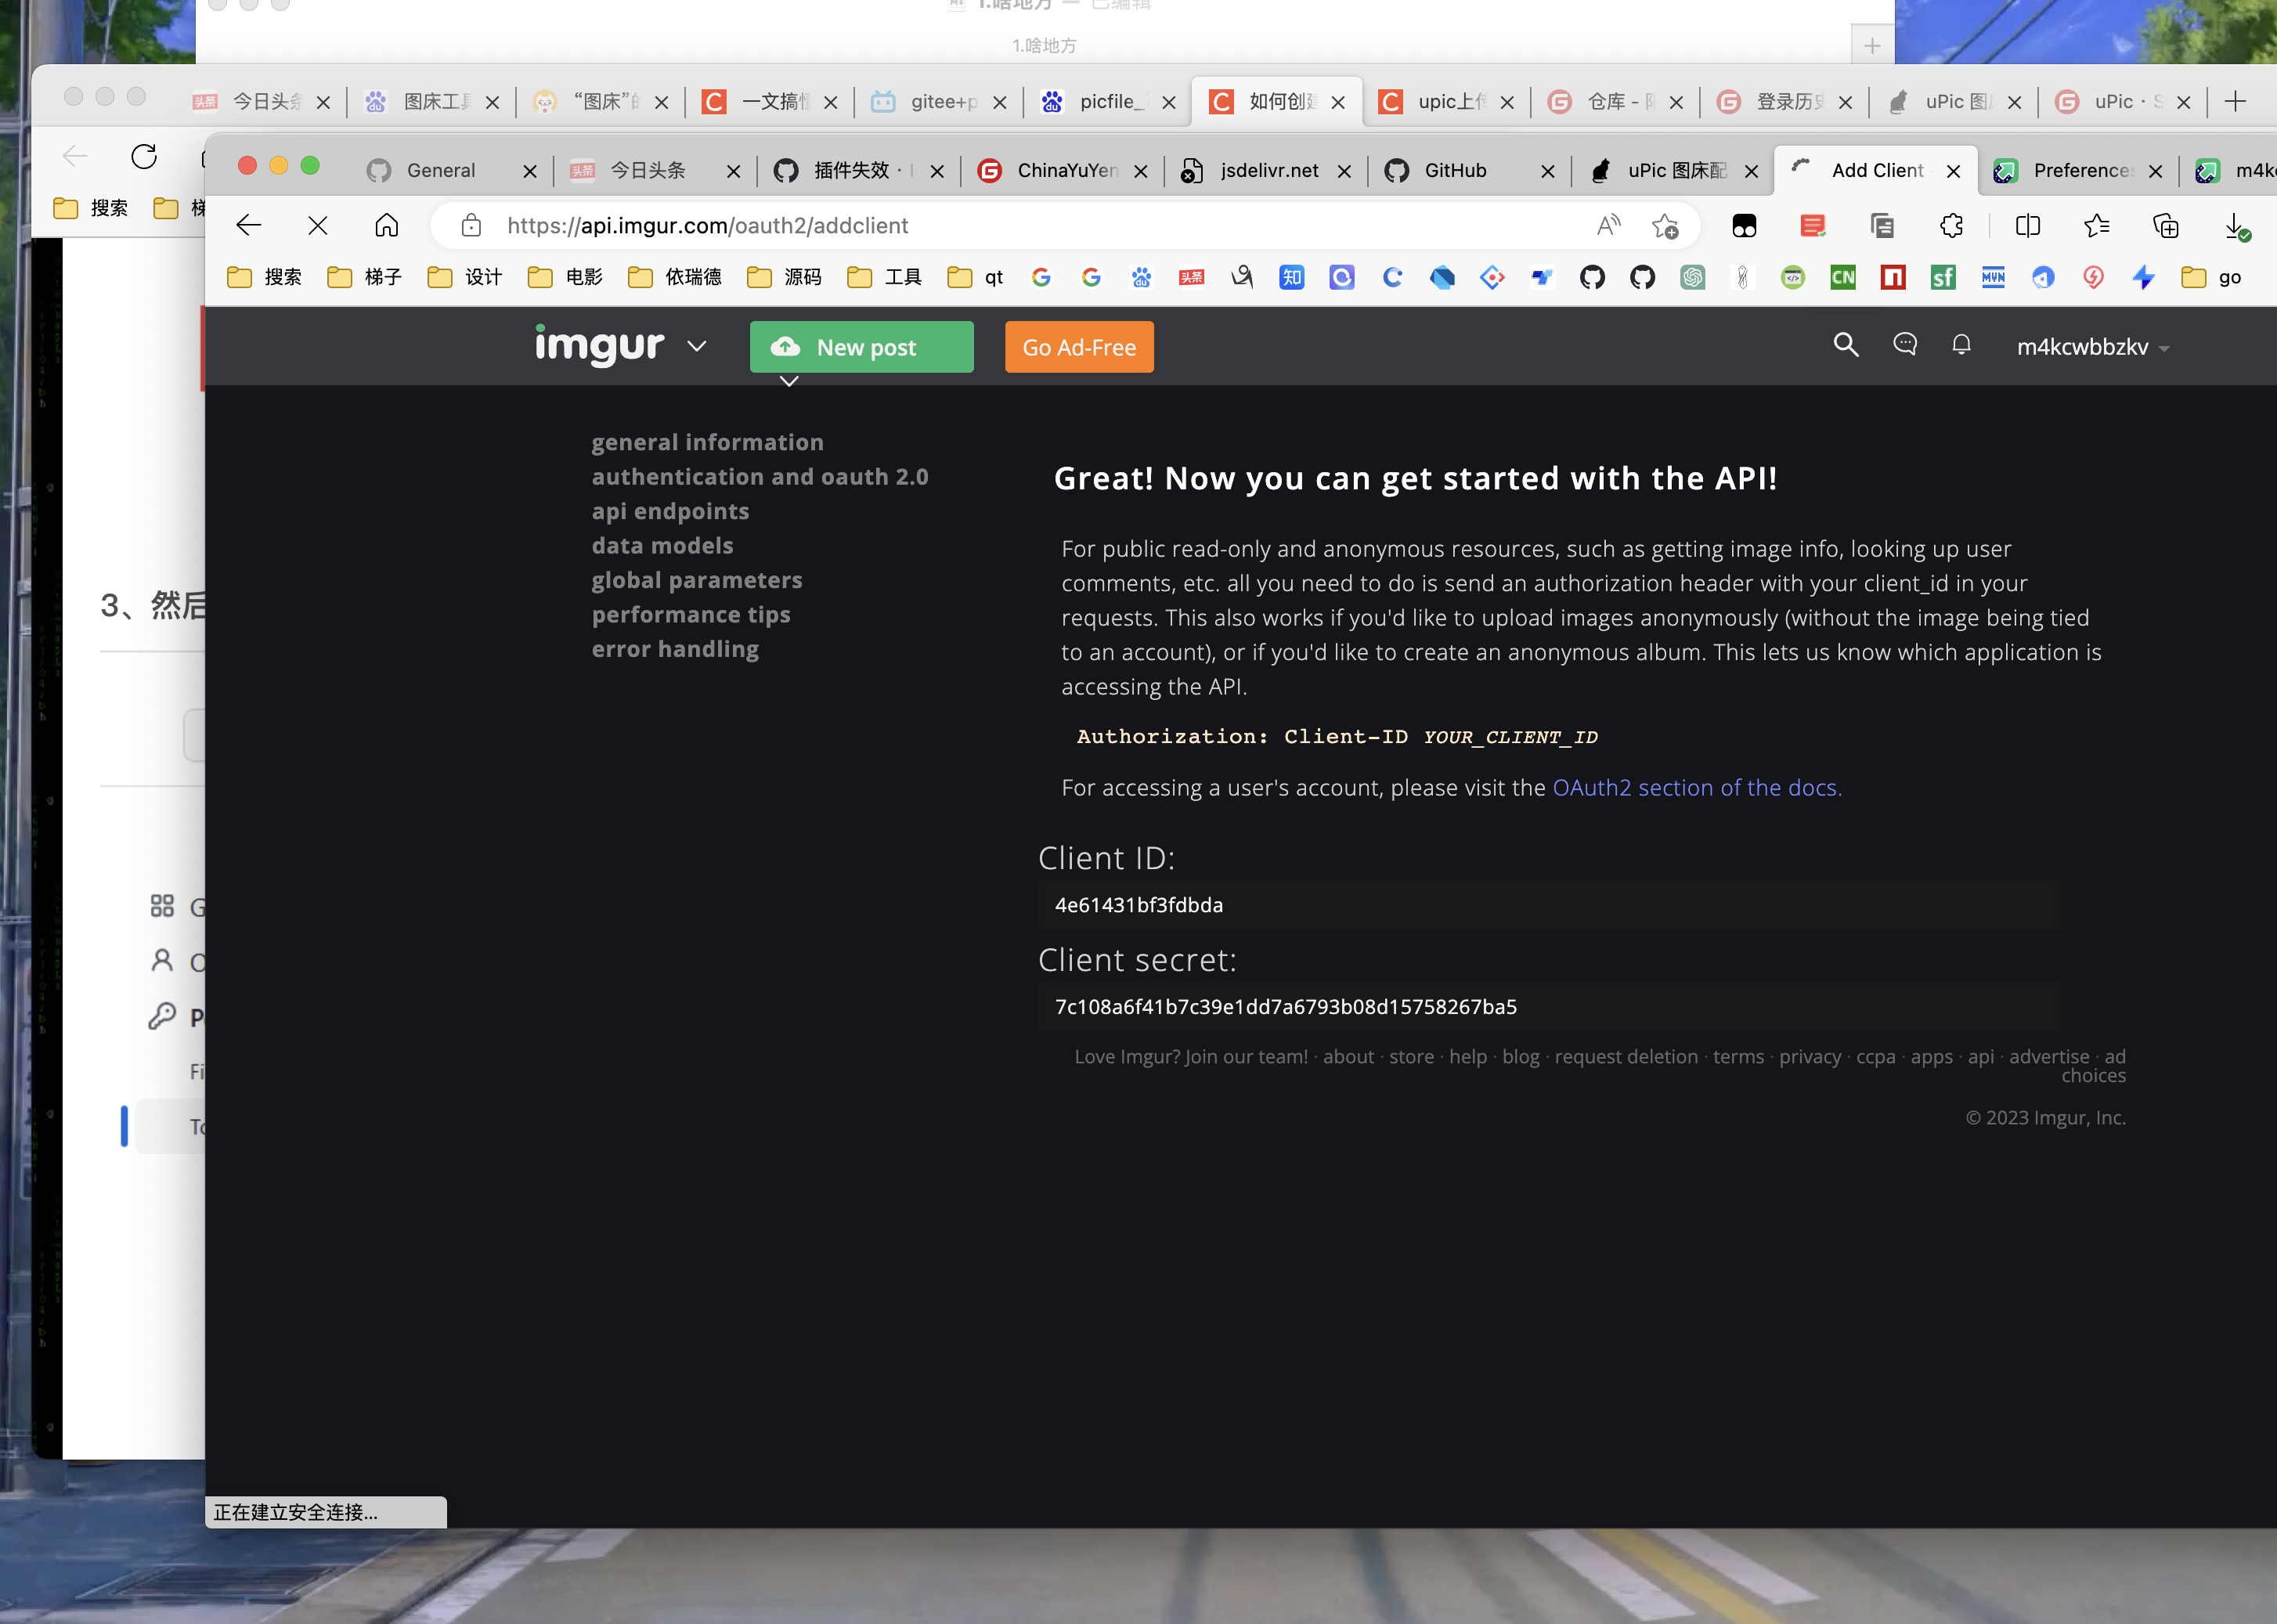 1.啥地方 — 已编辑
1.啥地方
今日头条
图床工具
“图床”的
一文搞懂
gitee+p
picfile_
如何创建
upic上传
仓库 -
登录历史
uPic 图
uPic · S
搜索
General
今日头条
插件失效 ·
ChinaYuYen
jsdelivr.net
GitHub
uPic 图床配
Add Client
Preferences
m4k
https://api.imgur.com/oauth2/addclient
搜索
梯子
设计
电影
依瑞德
源码
工具
qt
go
imgur
New post
Go Ad-Free
m4kcwbbzkv
general information
authentication and oauth 2.0
api endpoints
data models
global parameters
performance tips
error handling
Great! Now you can get started with the API!
For public read-only and anonymous resources, such as getting image info, looking up user
comments, etc. all you need to do is send an authorization header with your client_id in your
requests. This also works if you'd like to upload images anonymously (without the image being tied
to an account), or if you'd like to create an anonymous album. This lets us know which application is
accessing the API.
Authorization: Client-ID YOUR_CLIENT_ID
For accessing a user's account, please visit the OAuth2 section of the docs.
Client ID:
4e61431bf3fdbda
Client secret:
7c108a6f41b7c39e1dd7a6793b08d15758267ba5
Love Imgur? Join our team! · about · store · help · blog · request deletion · terms · privacy · ccpa · apps · api · advertise · ad
choices
© 2023 Imgur, Inc.
3、然后
正在建立安全连接...